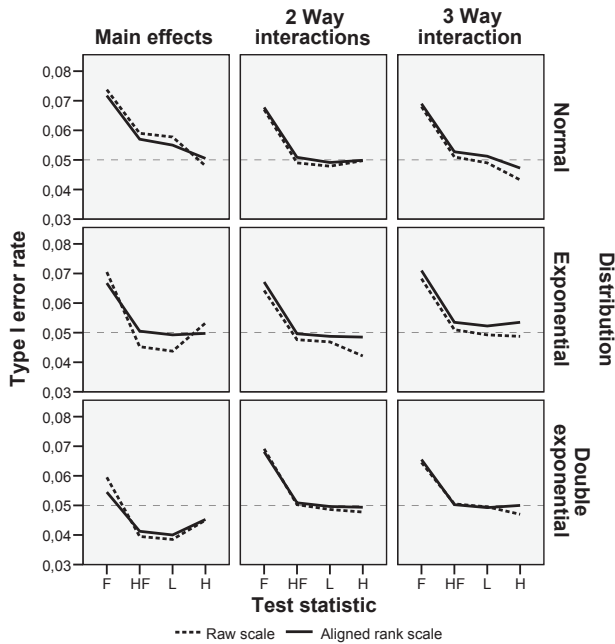 Main effects
2 Way
interactions
3 Way
interaction
0,08
0,07
0,06
0,05
0,04
0,03
Normal
0,08
0,07
0,06
0,05
0,04
0,03
Exponential
0,08
0,07
0,06
0,05
0,04
0,03
Double
exponential
Type I error rate
Distribution
F HF L H F HF L H F HF L H
Test statistic
Raw scale Aligned rank scale